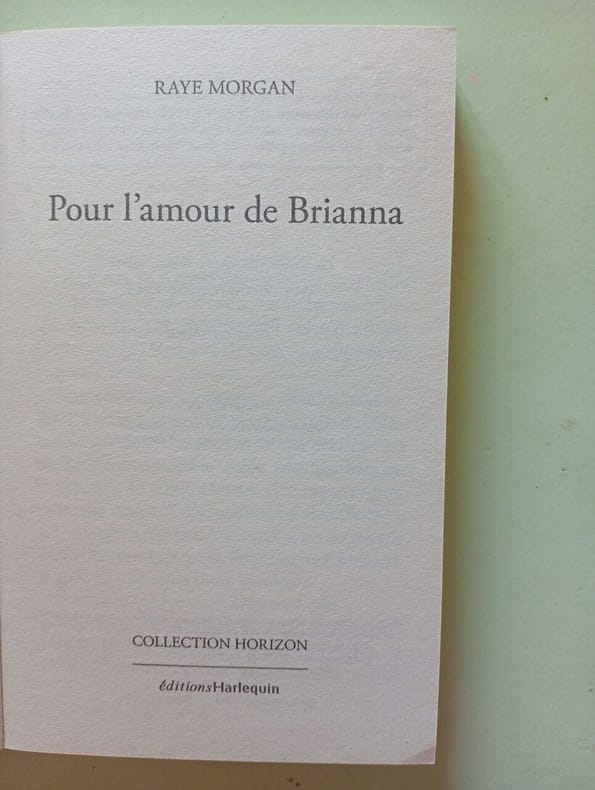 RAYE MORGAN
Pour l'amour de Brianna
COLLECTION HORIZON
éditionsHarlequin